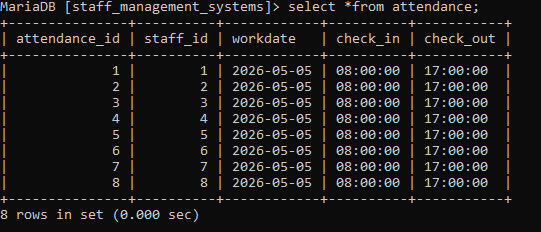 MariaDB [staff_management_systems]> select *from attendance;
+---------------+----------+------------+----------+-----------+
| attendance_id | staff_id | workdate   | check_in | check_out |
+---------------+----------+------------+----------+-----------+
|             1 |        1 | 2026-05-05 | 08:00:00 | 17:00:00  |
|             2 |        2 | 2026-05-05 | 08:00:00 | 17:00:00  |
|             3 |        3 | 2026-05-05 | 08:00:00 | 17:00:00  |
|             4 |        4 | 2026-05-05 | 08:00:00 | 17:00:00  |
|             5 |        5 | 2026-05-05 | 08:00:00 | 17:00:00  |
|             6 |        6 | 2026-05-05 | 08:00:00 | 17:00:00  |
|             7 |        7 | 2026-05-05 | 08:00:00 | 17:00:00  |
|             8 |        8 | 2026-05-05 | 08:00:00 | 17:00:00  |
+---------------+----------+------------+----------+-----------+
8 rows in set (0.000 sec)